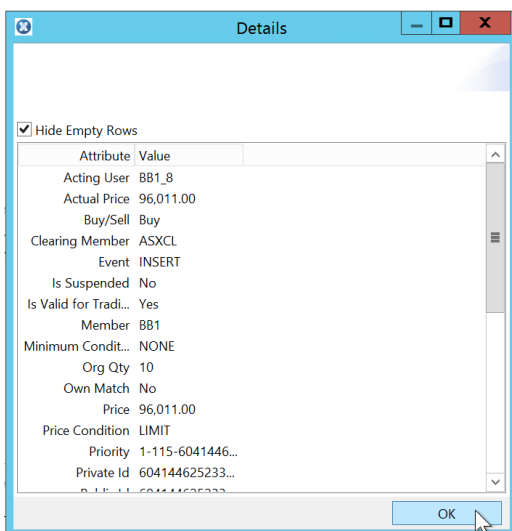 Details
Hide Empty Rows
Attribute Value
Acting User BB1_8
Actual Price 96,011.00
Buy/Sell Buy
Clearing Member ASXCL
Event INSERT
Is Suspended No
Is Valid for Tradi... Yes
Member BB1
Minimum Condit... NONE
Org Qty 10
Own Match No
Price 96,011.00
Price Condition LIMIT
Priority 1-115-6041446...
Private Id 604144625233...
OK